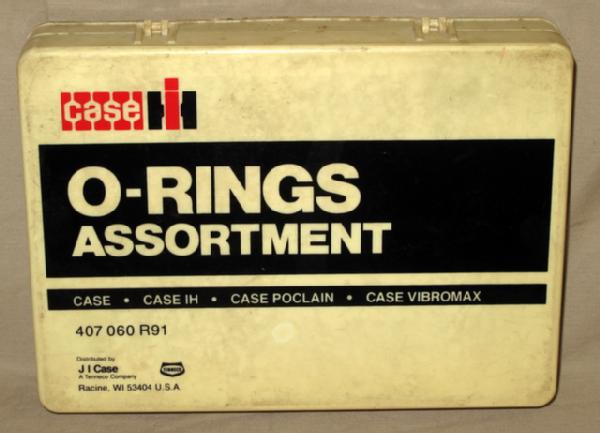 case IH
O-RINGS
ASSORTMENT
CASE • CASE IH • CASE POCLAIN • CASE VIBROMAX
407 060 R91
Distributed by
J I Case
A Tenneco Company
TENNECO
Racine, WI 53404 U.S.A